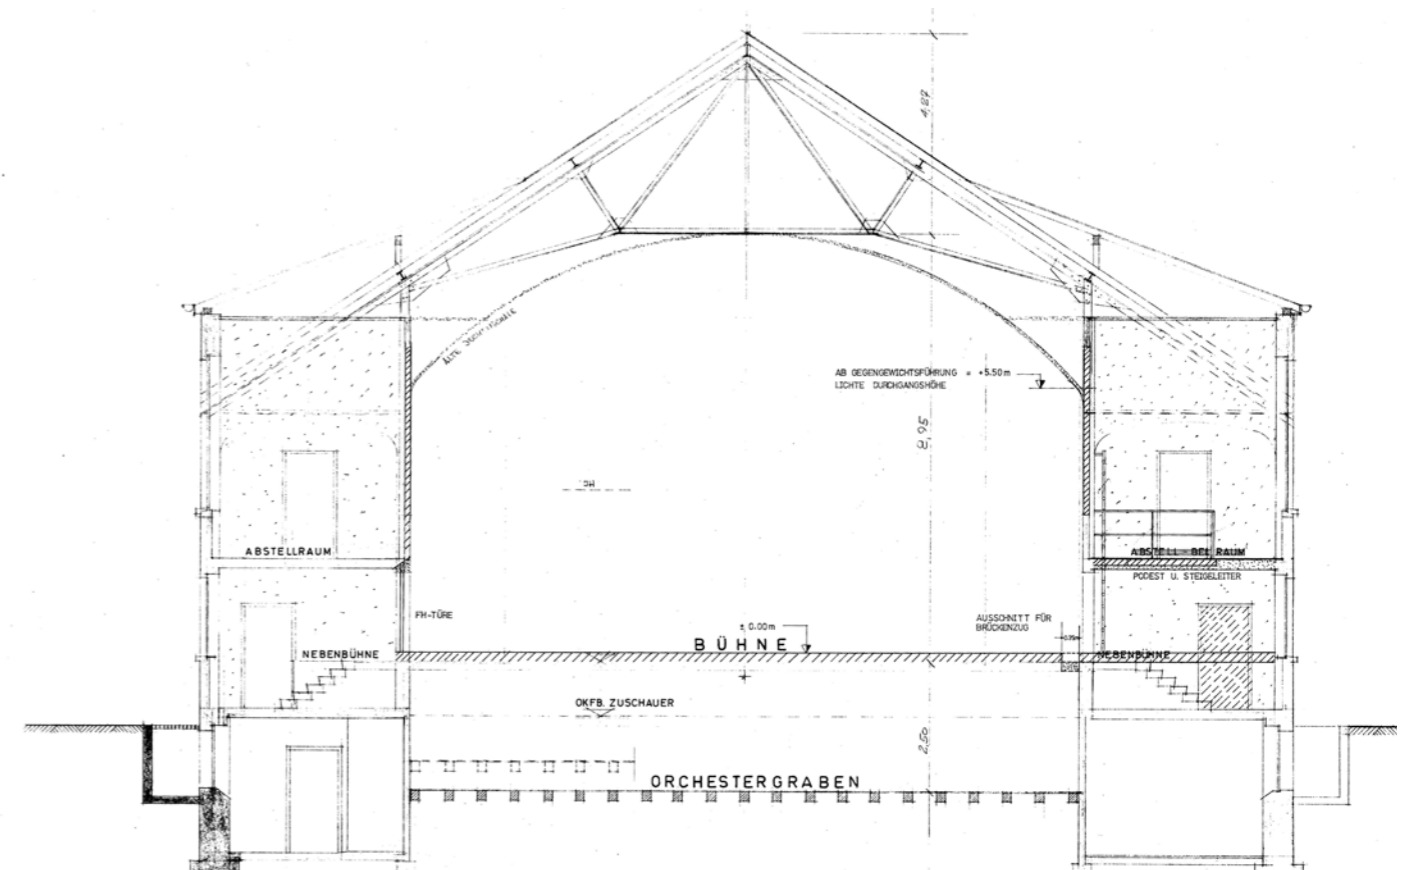 4,87
ALTE
AB GEGENGEWICHTSFÜHRUNG = +5.50m
LICHTE DURCHGANGSHÖHE
8,95
ABSTELLRAUM
ABSTELL - BEL RAUM
PODEST U. STEIGELEITER
FH-TÜRE
± 0.00m
AUSSCHNITT FÜR
BRÜCKENZUG
BÜHNE
NEBENBÜHNE
NEBENBÜHNE
OKFB. ZUSCHAUER
2,50
ORCHESTERGRABEN